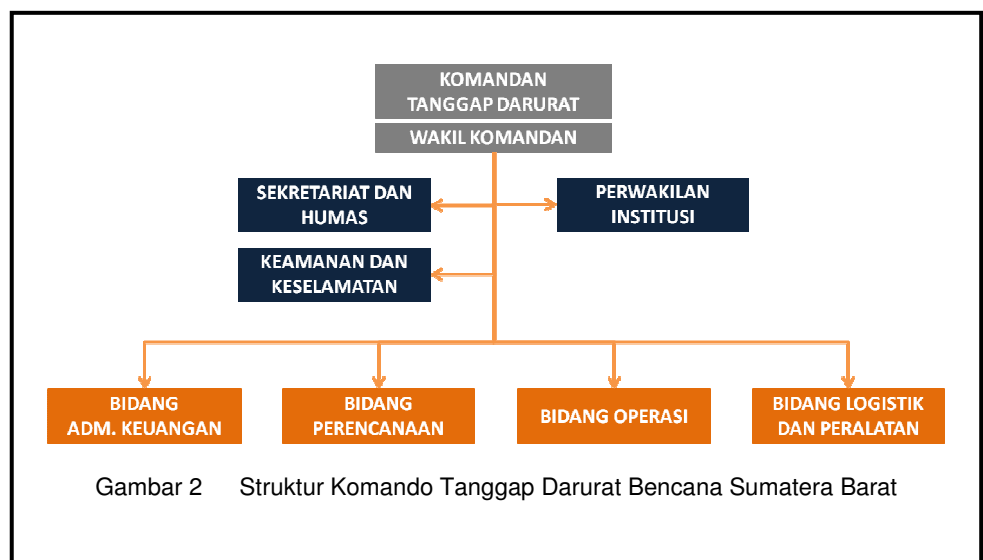 KOMANDAN
TANGGAP DARURAT
WAKIL KOMANDAN
SEKRETARIAT DAN
HUMAS
PERWAKILAN
INSTITUSI
KEAMANAN DAN
KESELAMATAN
BIDANG
ADM. KEUANGAN
BIDANG
PERENCANAAN
BIDANG OPERASI
BIDANG LOGISTIK
DAN PERALATAN
Gambar 2 Struktur Komando Tanggap Darurat Bencana Sumatera Barat